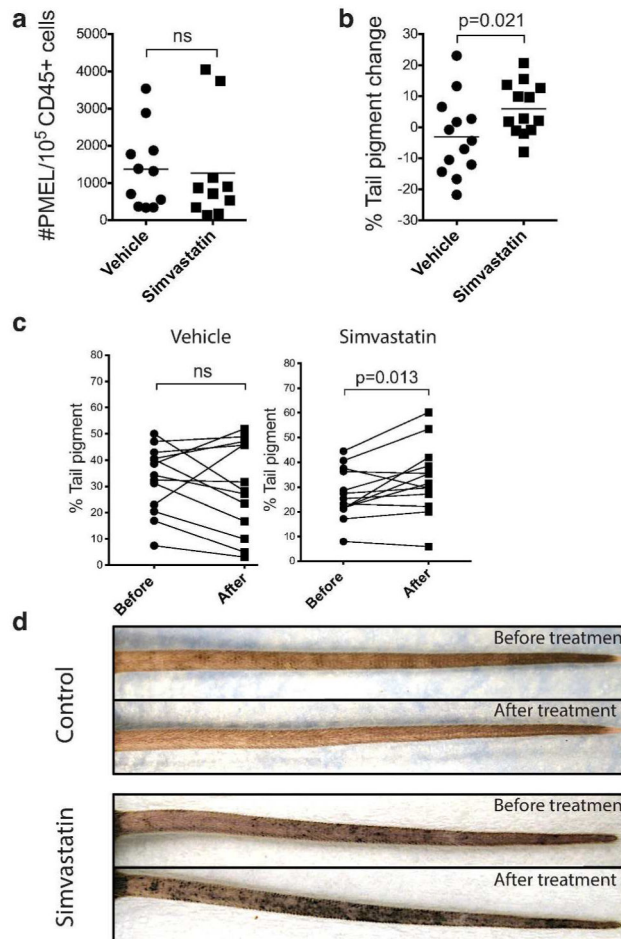 a
ns
#PMEL/10⁵ CD45+ cells
5000
4000
3000
2000
1000
0
Vehicle
Simvastatin
b
p=0.021
% Tail pigment change
30
20
10
0
-10
-20
-30
Vehicle
Simvastatin
c
Vehicle
ns
% Tail pigment
80
70
60
50
40
30
20
10
0
Before
After
Simvastatin
p=0.013
% Tail pigment
80
70
60
50
40
30
20
10
0
Before
After
d
Control
Before treatmen
After treatment
Simvastatin
Before treatmen
After treatment